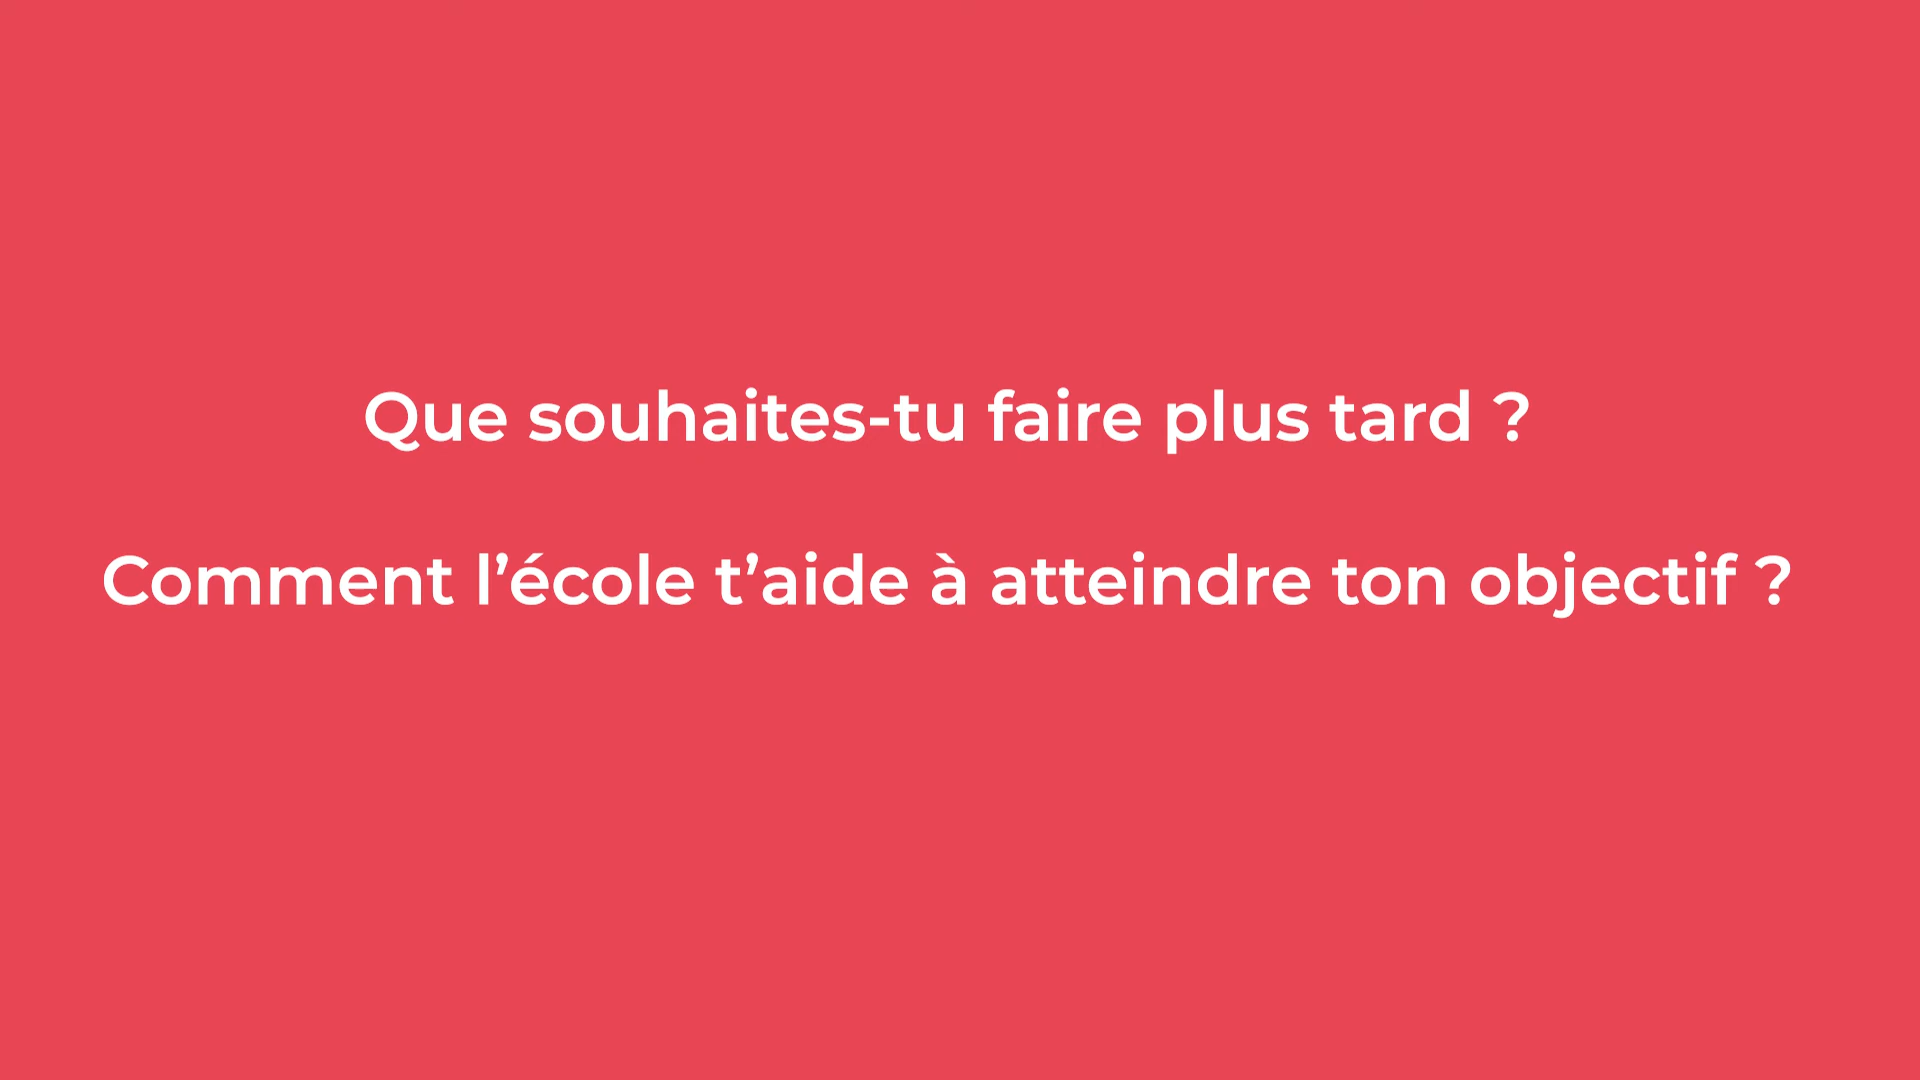 Que souhaites-tu faire plus tard ?
Comment l’école t’aide à atteindre ton objectif ?